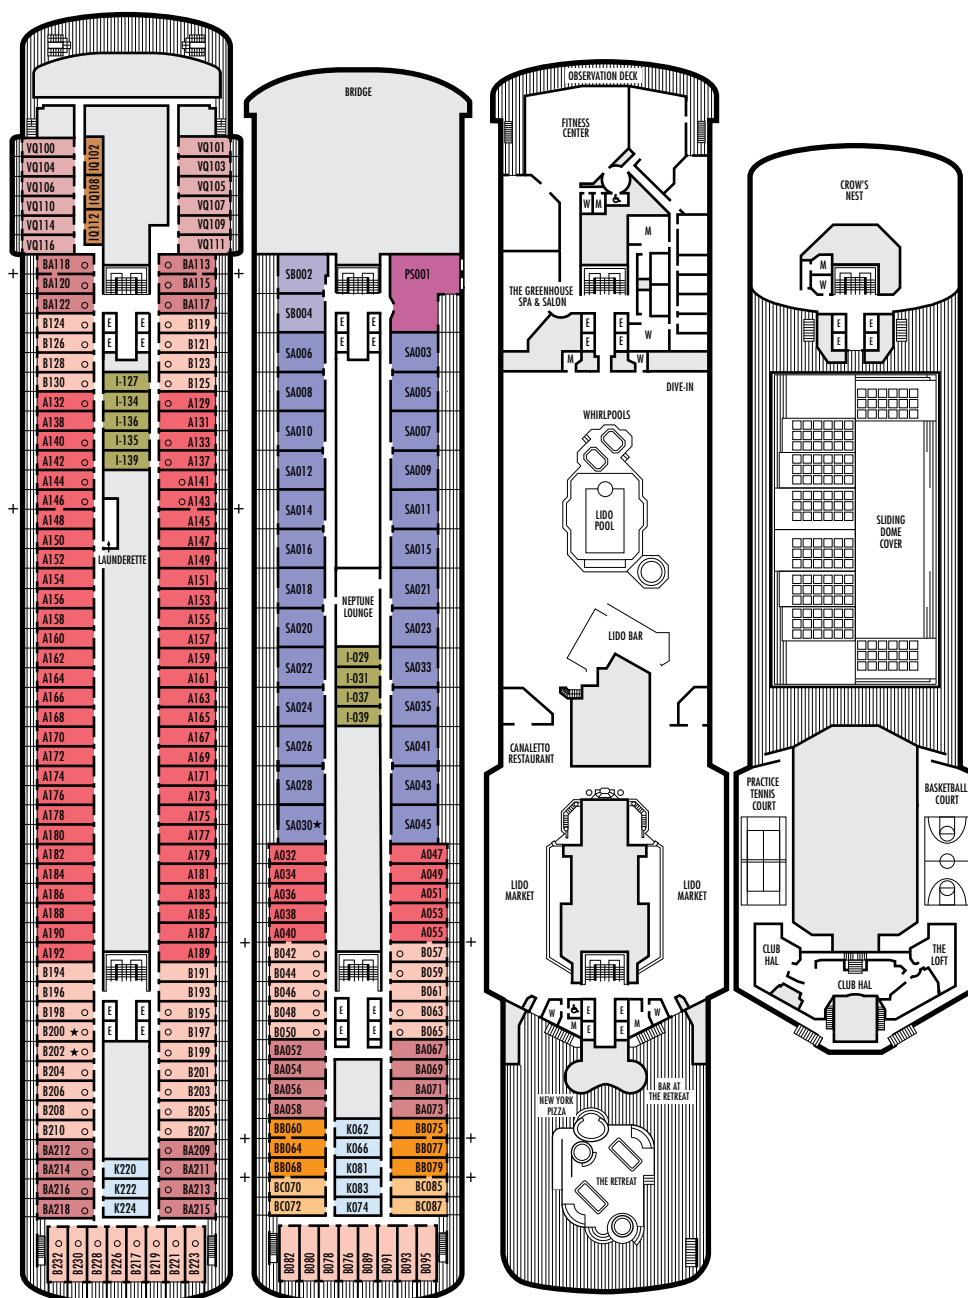 VQ100
VQ104
VQ106
VQ110
VQ114
VQ116
IQ102
IQ108
IQ112
VQ101
VQ103
VQ105
VQ107
VQ109
VQ111
BA118
BA120
BA122
B124
B126
B128
B130
A132
A138
A140
A142
A144
A146
A148
A150
A152
A154
A156
A158
A160
A162
A164
A166
A168
A170
A172
A174
A176
A178
A180
A182
A184
A186
A188
A190
A192
B194
B196
B198
B200 ★
B202 ★
B204
B206
B208
B210
BA212
BA214
BA216
BA218
E E
E E
I-127
I-134
I-136
I-135
I-139
LAUNDERETTE
E E
E E
K220
K222
K224
BA113
BA115
BA117
B119
B121
B123
B125
A129
A131
A133
A137
A141
A143
A145
A147
A149
A151
A153
A155
A157
A159
A161
A163
A165
A167
A169
A171
A173
A175
A177
A179
A181
A183
A185
A187
A189
B191
B193
B195
B197
B199
B201
B203
B205
B207
BA209
BA211
BA213
BA215
B232
B230
B228
B226
B217
B219
B221
B223
BRIDGE
SB002
SB004
SA006
SA008
SA010
SA012
SA014
SA016
SA018
SA020
SA022
SA024
SA026
SA028
SA030★
A032
A034
A036
A038
A040
B042
B044
B046
B048
B050
BA052
BA054
BA056
BA058
BB060
BB064
BB068
BC070
BC072
E E
E E
NEPTUNE
LOUNGE
I-029
I-031
I-037
I-039
E E
E E
K062
K066
K081
K083
K074
PS001
SA003
SA005
SA007
SA009
SA011
SA015
SA021
SA023
SA033
SA035
SA041
SA043
SA045
A047
A049
A051
A053
A055
B057
B059
B061
B063
B065
BA067
BA069
BA071
BA073
BB075
BB077
BB079
BC085
BC087
B082
B080
B078
B076
B089
B091
B093
B095
OBSERVATION DECK
FITNESS
CENTER
W M
M
THE GREENHOUSE
SPA & SALON
E E
E E
W
M W
DIVE-IN
WHIRLPOOLS
LIDO
POOL
LIDO BAR
CANALETTO
RESTAURANT
LIDO
MARKET
LIDO
MARKET
W M
E E
E E
M W
BAR AT
THE RETREAT
NEW YORK
PIZZA
THE RETREAT
CROW'S
NEST
M
W
E E
E E
SLIDING
DOME
COVER
PRACTICE
TENNIS
COURT
BASKETBALL
COURT
CLUB
HAL
THE
LOFT
CLUB HAL